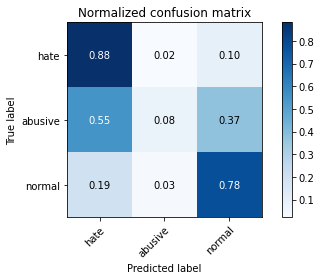 Normalized confusion matrix
True label
hate
0.88
0.02
0.10
abusive
0.55
0.08
0.37
normal
0.19
0.03
0.78
hate
abusive
normal
Predicted label
0.8
0.7
0.6
0.5
0.4
0.3
0.2
0.1